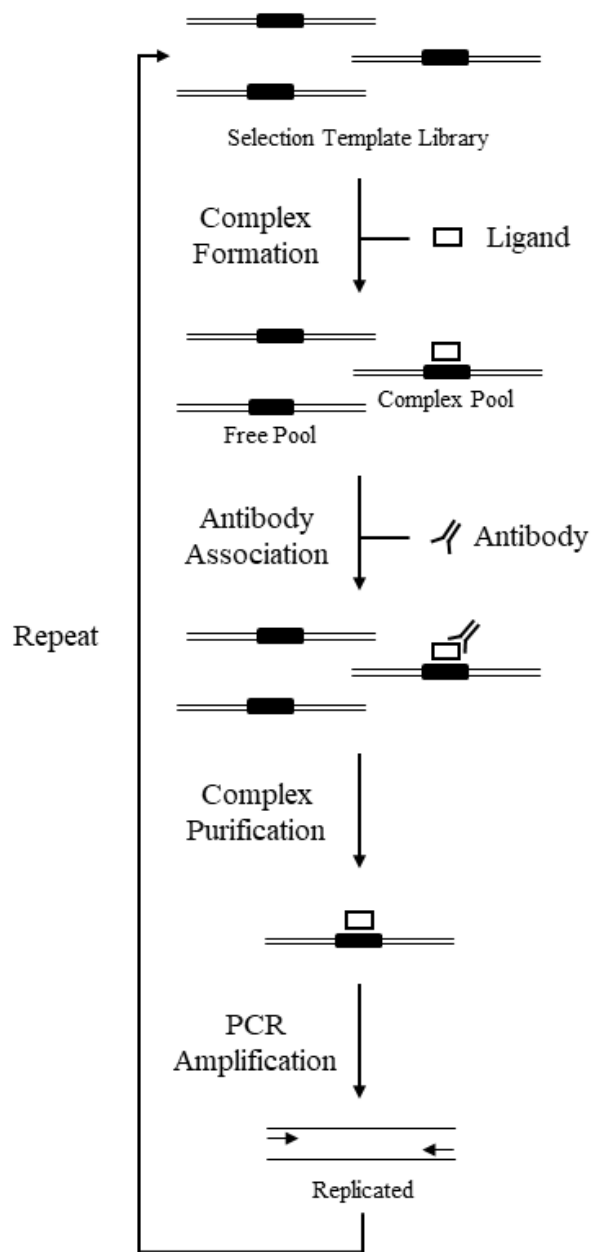 Selection Template Library
Complex
Formation
Ligand
Complex Pool
Free Pool
Antibody
Association
Antibody
Repeat
Complex
Purification
PCR
Amplification
Replicated